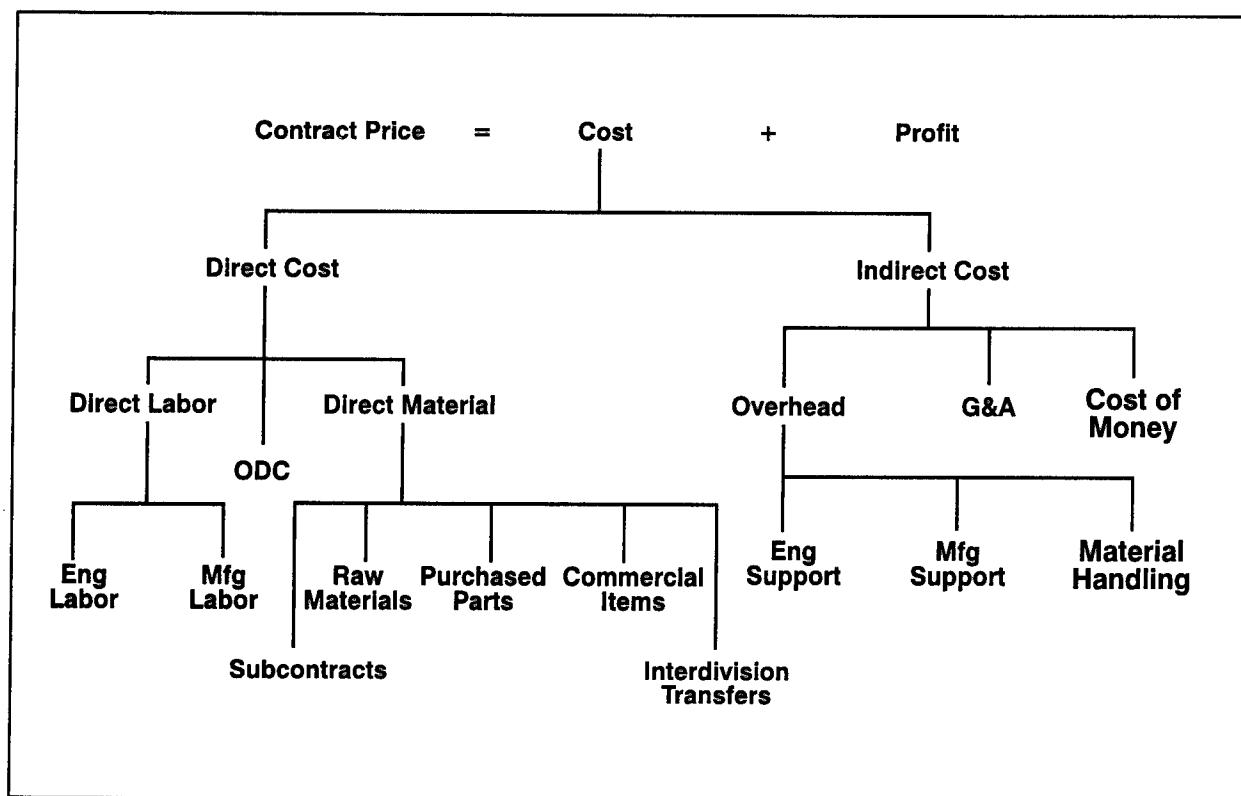 Contract Price = Cost + Profit
Direct Cost
Indirect Cost
Direct Labor
Direct Material
Overhead
G&A
Cost of
Money
ODC
Eng
Labor
Mfg
Labor
Raw
Materials
Purchased
Parts
Commercial
Items
Eng
Support
Mfg
Support
Material
Handling
Subcontracts
Interdivision
Transfers